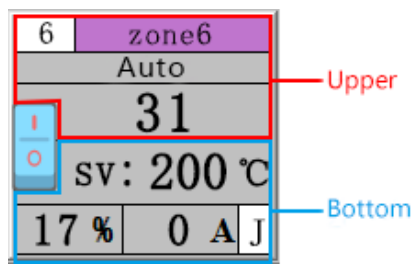 6 zone6
Auto
Upper
31
I
O
sv: 200 ℃
Bottom
17 % 0 A J